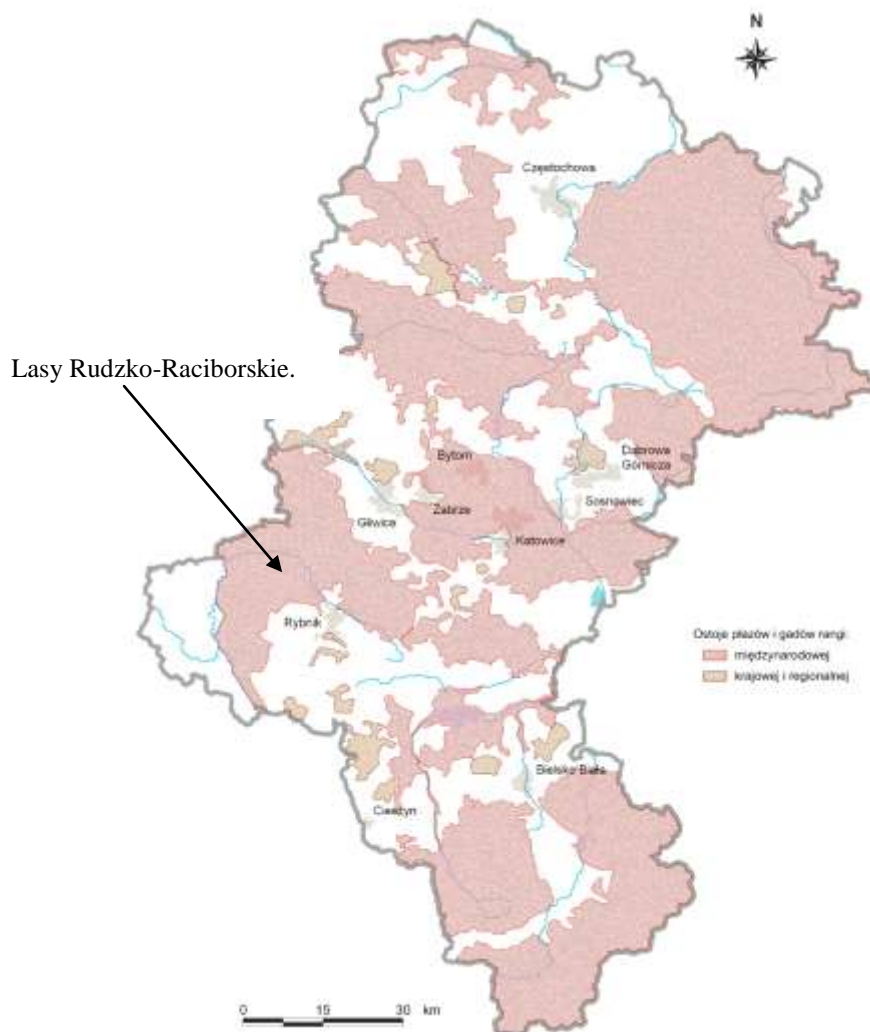 N
Częstochowa
Lasy Rudzko-Raciborskie.
Bytom
Dąbrowa
Górnicza
Zabrze
Sosnowiec
Gliwice
Katowice
Rybnik
Ostoje płazów i gadów rangi:
międzynarodowej
krajowej i regionalnej
Bielsko-Biała
Cieszyn
0 15 30 km